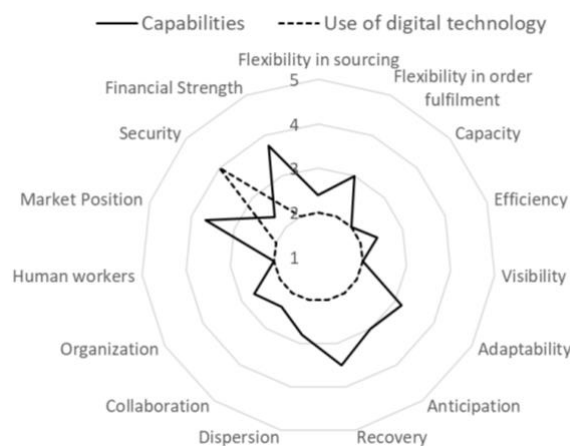 Capabilities
Use of digital technology
Flexibility in sourcing
Flexibility in order
fulfilment
Financial Strength
5
Security
4
Capacity
3
Market Position
2
Efficiency
1
Human workers
Visibility
Organization
Adaptability
Collaboration
Anticipation
Dispersion
Recovery